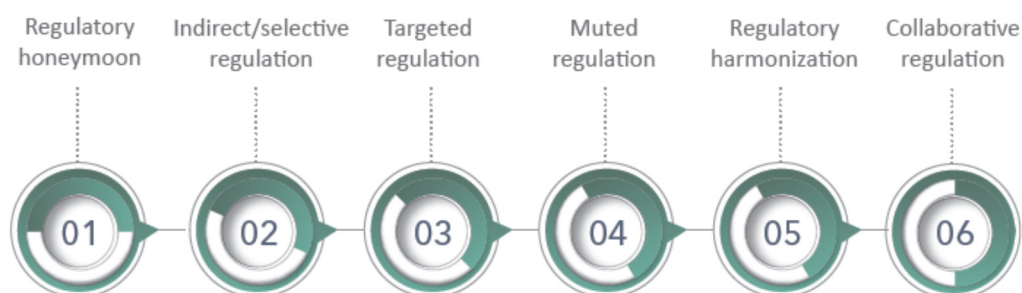 Regulatory
honeymoon
Indirect/selective
regulation
Targeted
regulation
Muted
regulation
Regulatory
harmonization
Collaborative
regulation
01
02
03
04
05
06